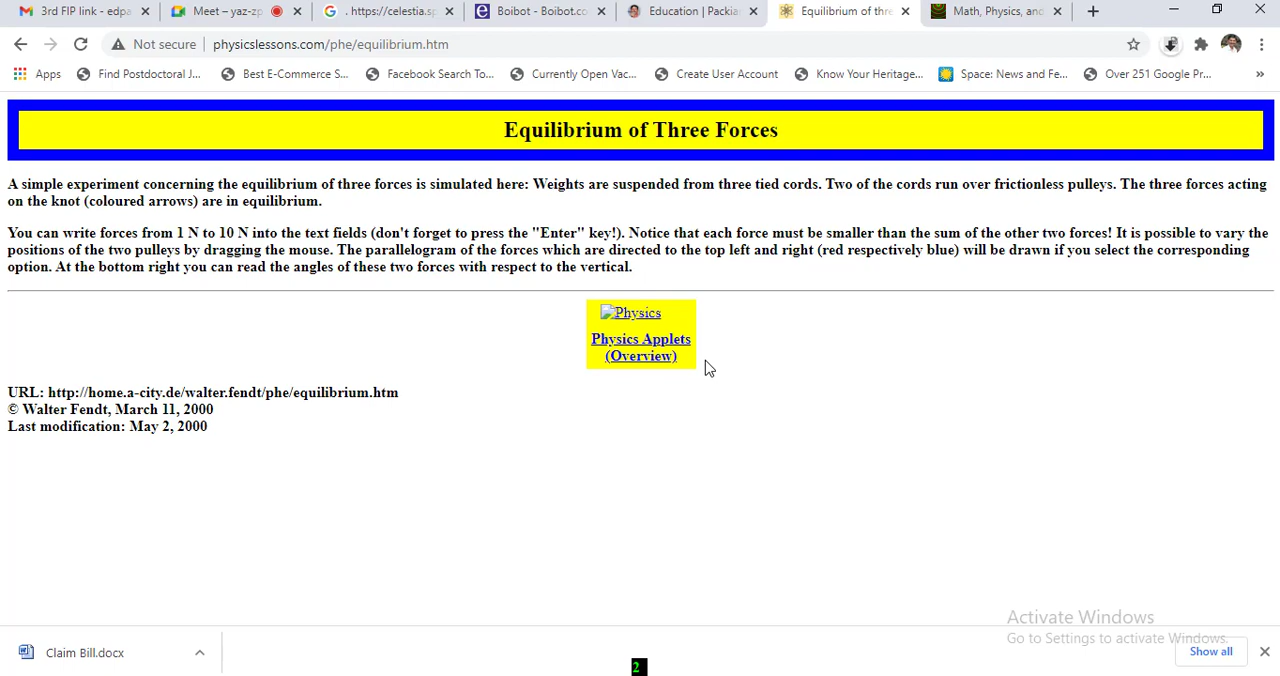 3rd FIP link - edpa
Meet – yaz-zp
. https://celestia.sp
Boibot - Boibot.co
Education | Packia
Equilibrium of thre
Math, Physics, and
Not secure
physicslessons.com/phe/equilibrium.htm
Apps
Find Postdoctoral J...
Best E-Commerce S...
Facebook Search To...
Currently Open Vac...
Create User Account
Know Your Heritage...
Space: News and Fe...
Over 251 Google Pr...
»
Equilibrium of Three Forces
A simple experiment concerning the equilibrium of three forces is simulated here: Weights are suspended from three tied cords. Two of the cords run over frictionless pulleys. The three forces acting
on the knot (coloured arrows) are in equilibrium.
You can write forces from 1 N to 10 N into the text fields (don't forget to press the "Enter" key!). Notice that each force must be smaller than the sum of the other two forces! It is possible to vary the
positions of the two pulleys by dragging the mouse. The parallelogram of the forces which are directed to the top left and right (red respectively blue) will be drawn if you select the corresponding
option. At the bottom right you can read the angles of these two forces with respect to the vertical.
Physics
Physics Applets
(Overview)
URL: http://home.a-city.de/walter.fendt/phe/equilibrium.htm
© Walter Fendt, March 11, 2000
Last modification: May 2, 2000
Activate Windows
Go to Settings to activate Windows.
Claim Bill.docx
Show all
2